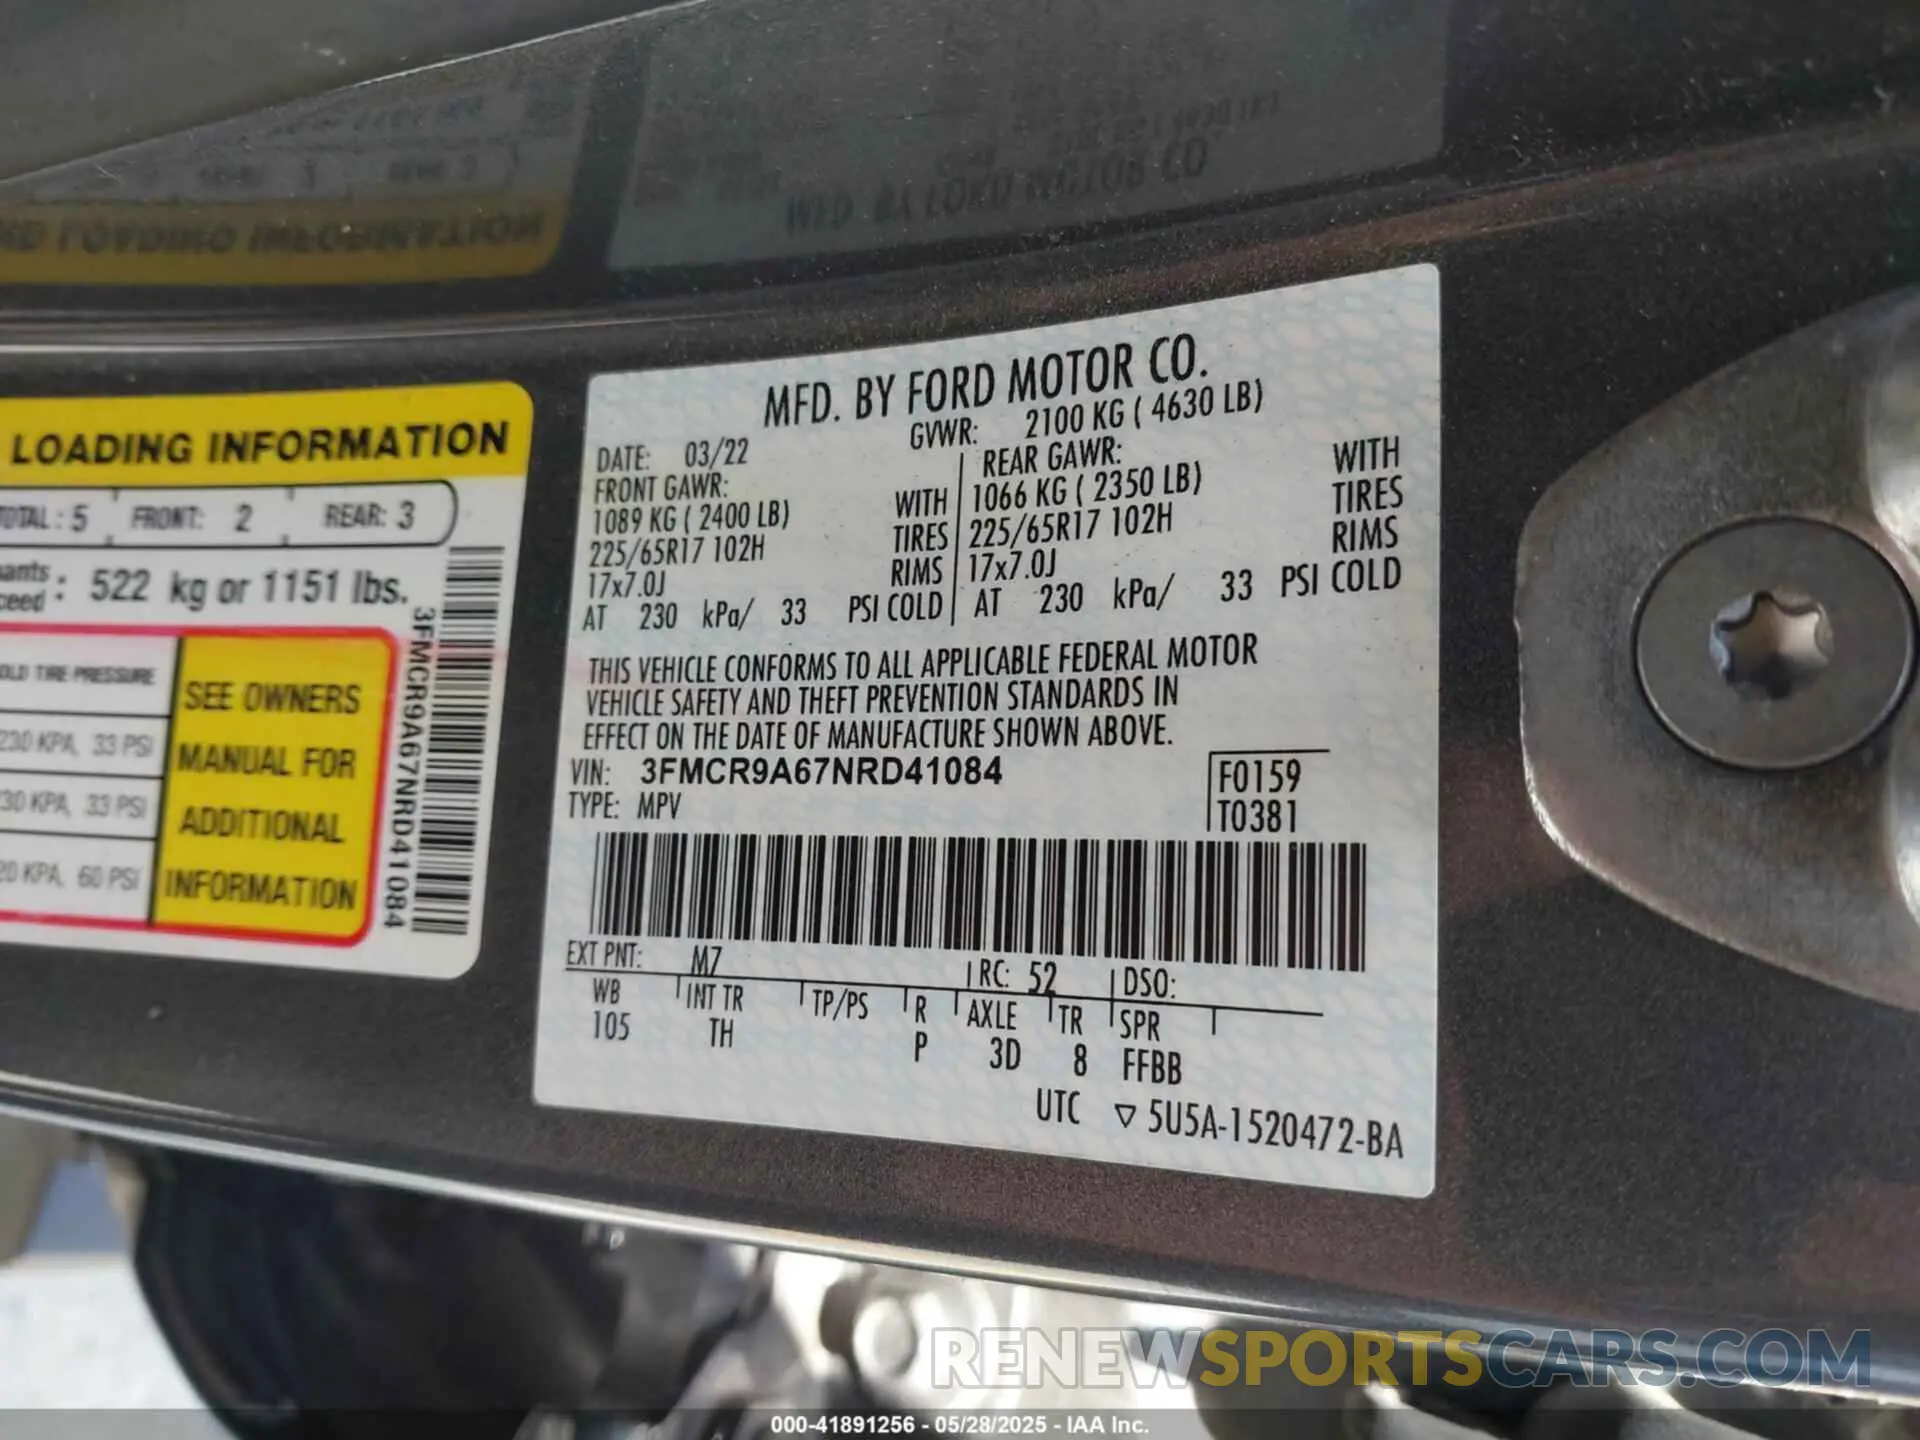 LOADING INFORMATION
TOTAL: 5 FRONT: 2 REAR: 3
522 kg or 1151 lbs.
OLD TIRE PRESSURE
230 KPA, 33 PSI
30 KPA, 33 PSI
20 KPA, 60 PSI
SEE OWNERS
MANUAL FOR
ADDITIONAL
INFORMATION
3FMCR9A67NRD41084
MFD. BY FORD MOTOR CO.
DATE: 03/22 GVWR: 2100 KG ( 4630 LB)
FRONT GAWR: REAR GAWR: WITH
1089 KG ( 2400 LB) WITH 1066 KG ( 2350 LB) TIRES
225/65R17 102H TIRES 225/65R17 102H RIMS
17x7.0J RIMS 17x7.0J
AT 230 kPa/ 33 PSI COLD AT 230 kPa/ 33 PSI COLD
THIS VEHICLE CONFORMS TO ALL APPLICABLE FEDERAL MOTOR
VEHICLE SAFETY AND THEFT PREVENTION STANDARDS IN
EFFECT ON THE DATE OF MANUFACTURE SHOWN ABOVE.
VIN: 3FMCR9A67NRD41084 F0159
TYPE: MPV T0381
EXT PNT: M7 RC: 52 DSO:
WB INT TR TP/PS R AXLE TR SPR
105 TH P 3D 8 FFBB
UTC ▽ 5U5A-1520472-BA
RENEWSPORTSCARS.COM
000-41891256 - 05/28/2025 - IAA Inc.